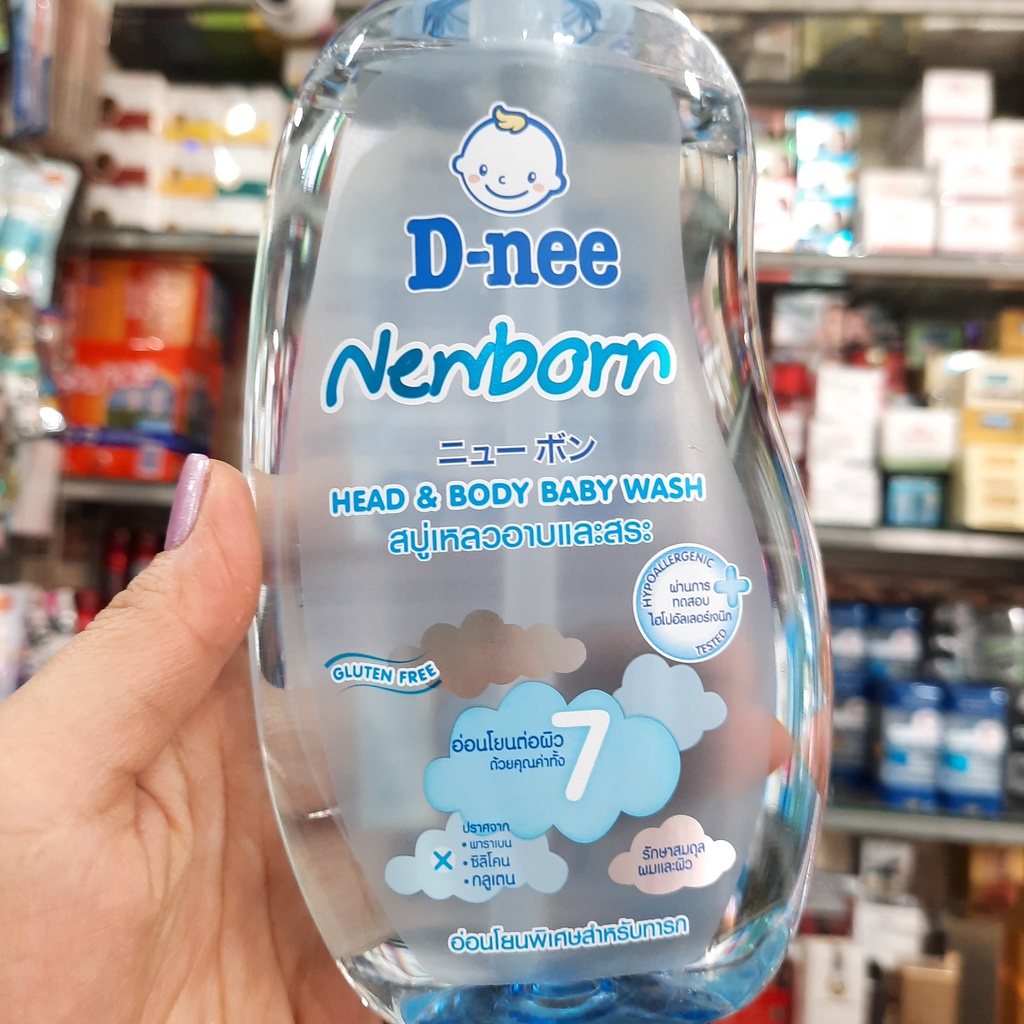 D-nee
Newborn
ニューボン
HEAD & BODY BABY WASH
สบู่เหลวอาบและสระ
HYPOALLERGENIC
ผ่านการ
ทดสอบ
ไฮโปอัลเลอร์เจนิก
TESTED
GLUTEN FREE
อ่อนโยนต่อผิว
ด้วยคุณค่าทั้ง
7
ปราศจาก
• พาราเบน
• ซิลิโคน
• กลูเตน
รักษาสมดุล
ผมและผิว
อ่อนโยนพิเศษสำหรับทารก